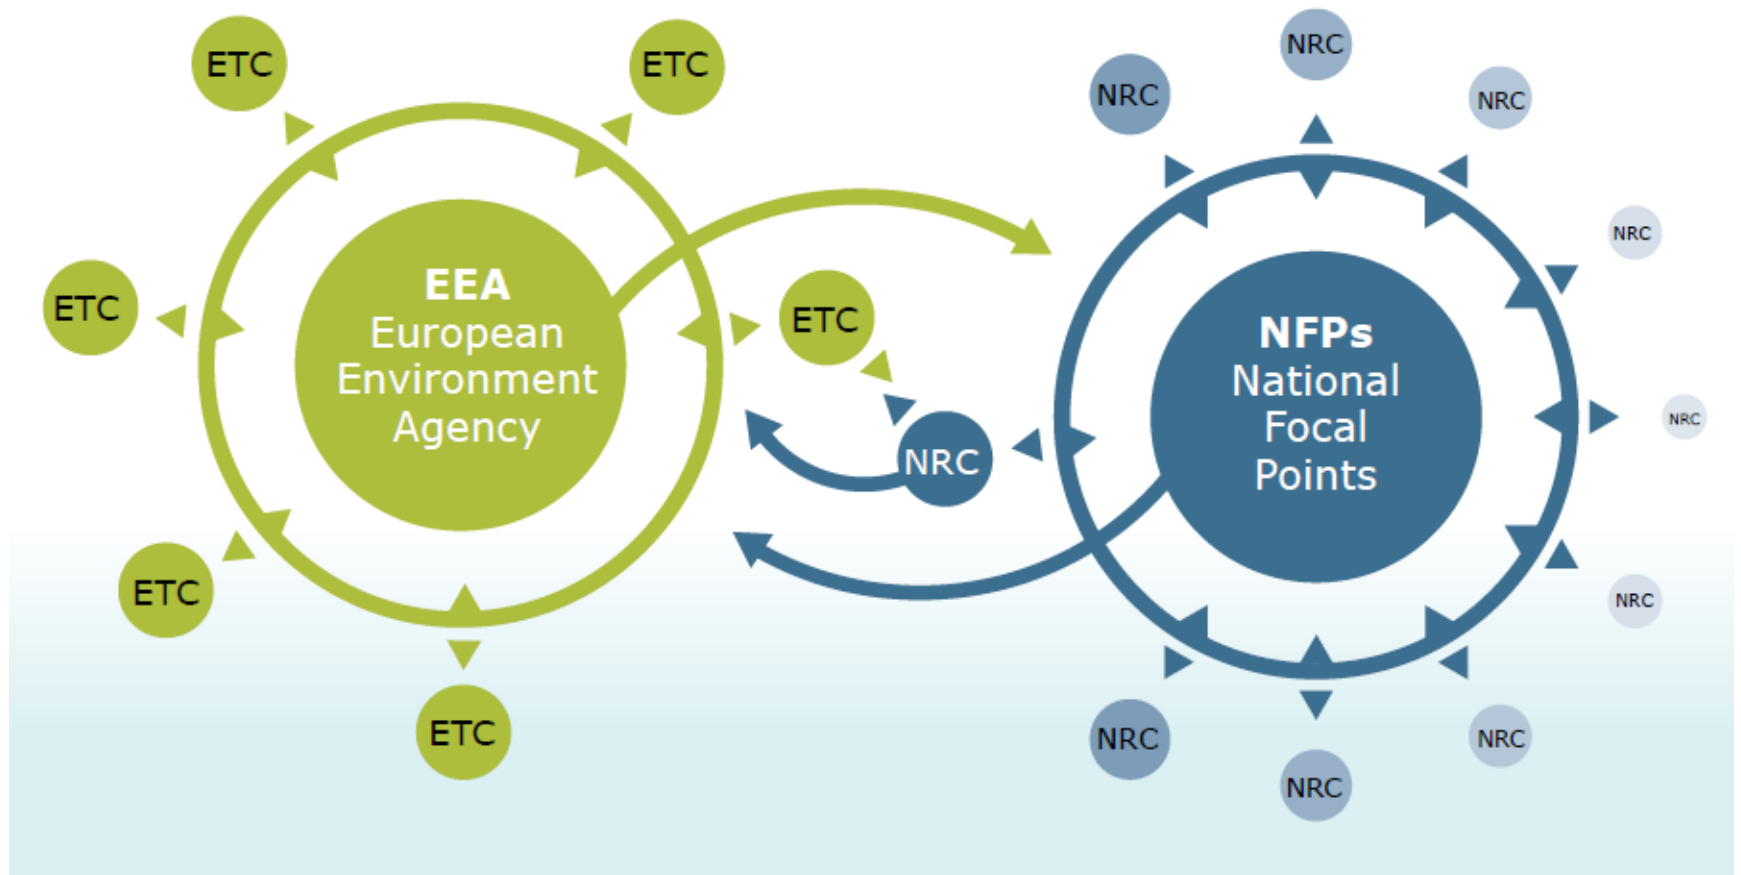 ETC
ETC
ETC
ETC
ETC
ETC
EEA
European
Environment
Agency
NRC
NRC
NRC
NRC
NRC
NRC
NRC
NRC
NRC
NRC
NFPs
National
Focal
Points